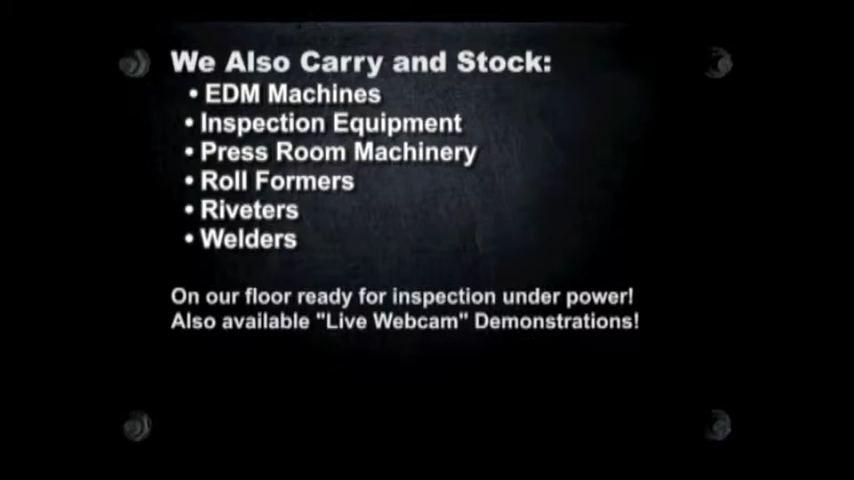 We Also Carry and Stock:
• EDM Machines
• Inspection Equipment
• Press Room Machinery
• Roll Formers
• Riveters
• Welders
On our floor ready for inspection under power!
Also available "Live Webcam" Demonstrations!